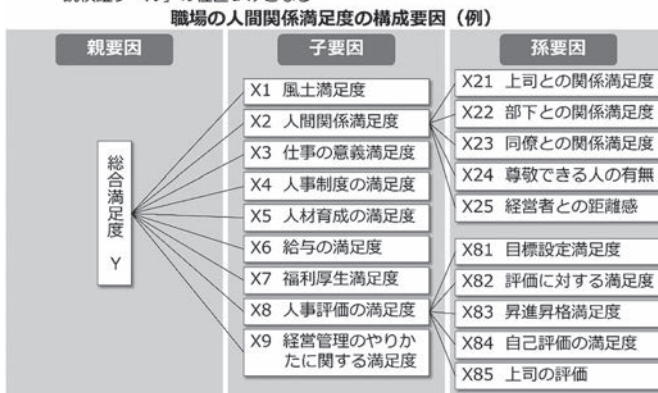 職場の人間関係満足度の構成要因（例）
親要因
子要因
孫要因
総合満足度 Y
X1 風土満足度
X2 人間関係満足度
X3 仕事の意義満足度
X4 人事制度の満足度
X5 人材育成の満足度
X6 給与の満足度
X7 福利厚生満足度
X8 人事評価の満足度
X9 経営管理のやりか
たに関する満足度
X21 上司との関係満足度
X22 部下との関係満足度
X23 同僚との関係満足度
X24 尊敬できる人の有無
X25 経営者との距離感
X81 目標設定満足度
X82 評価に対する満足度
X83 昇進昇格満足度
X84 自己評価の満足度
X85 上司の評価